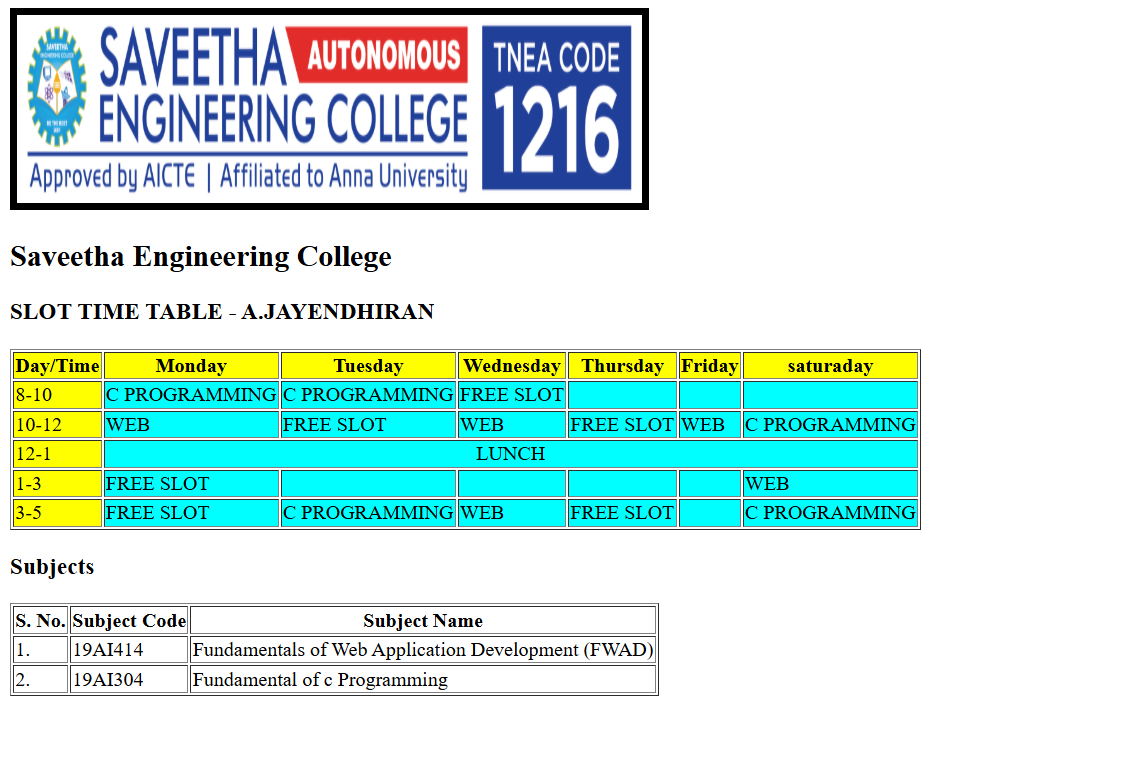 SAVEETHA AUTONOMOUS
ENGINEERING COLLEGE
Approved by AICTE | Affiliated to Anna University
TNEA CODE
1216
Saveetha Engineering College
SLOT TIME TABLE - A.JAYENDHIRAN
Day/Time Monday Tuesday Wednesday Thursday Friday saturaday
8-10 C PROGRAMMING C PROGRAMMING FREE SLOT
10-12 WEB FREE SLOT WEB FREE SLOT WEB C PROGRAMMING
12-1 LUNCH
1-3 FREE SLOT WEB
3-5 FREE SLOT C PROGRAMMING WEB FREE SLOT C PROGRAMMING
Subjects
S. No. Subject Code Subject Name
1. 19AI414 Fundamentals of Web Application Development (FWAD)
2. 19AI304 Fundamental of c Programming